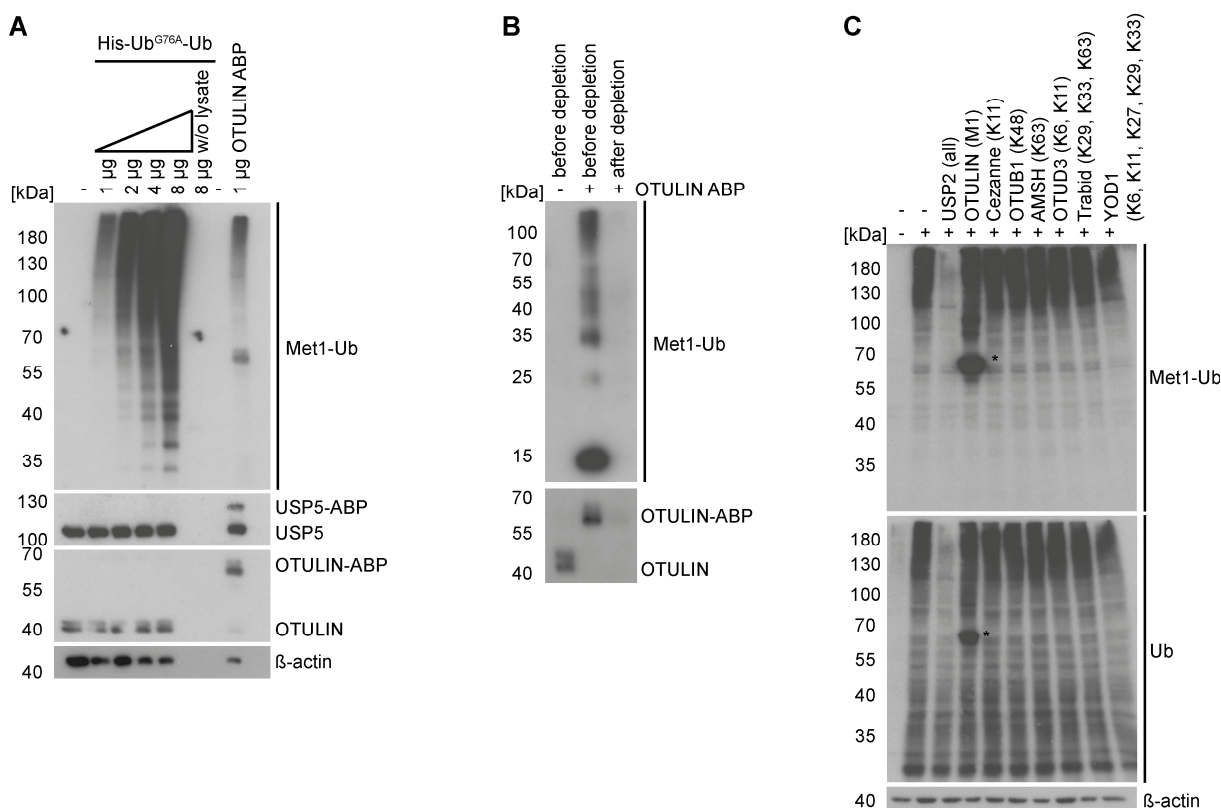 A
His-Ub^G76A-Ub
-
1 µg
2 µg
4 µg
8 µg
8 µg w/o lysate
-
1 µg OTULIN ABP
[kDa]
180
130
100
70
55
40
35
Met1-Ub
130
100
USP5-ABP
USP5
70
55
40
OTULIN-ABP
OTULIN
40
ß-actin
B
before depletion
before depletion
after depletion
- + + OTULIN ABP
[kDa]
100
70
55
40
35
25
15
Met1-Ub
70
55
40
OTULIN-ABP
OTULIN
C
-
-
USP2 (all)
OTULIN (M1)
Cezanne (K11)
OTUB1 (K48)
AMSH (K63)
OTUD3 (K6, K11)
Trabid (K29, K33, K63)
YOD1
(K6, K11, K27, K29, K33)
[kDa] - + + + + + + + + +
180
130
100
70
55
40
35
*
Met1-Ub
180
130
100
70
55
40
35
*
Ub
40
ß-actin